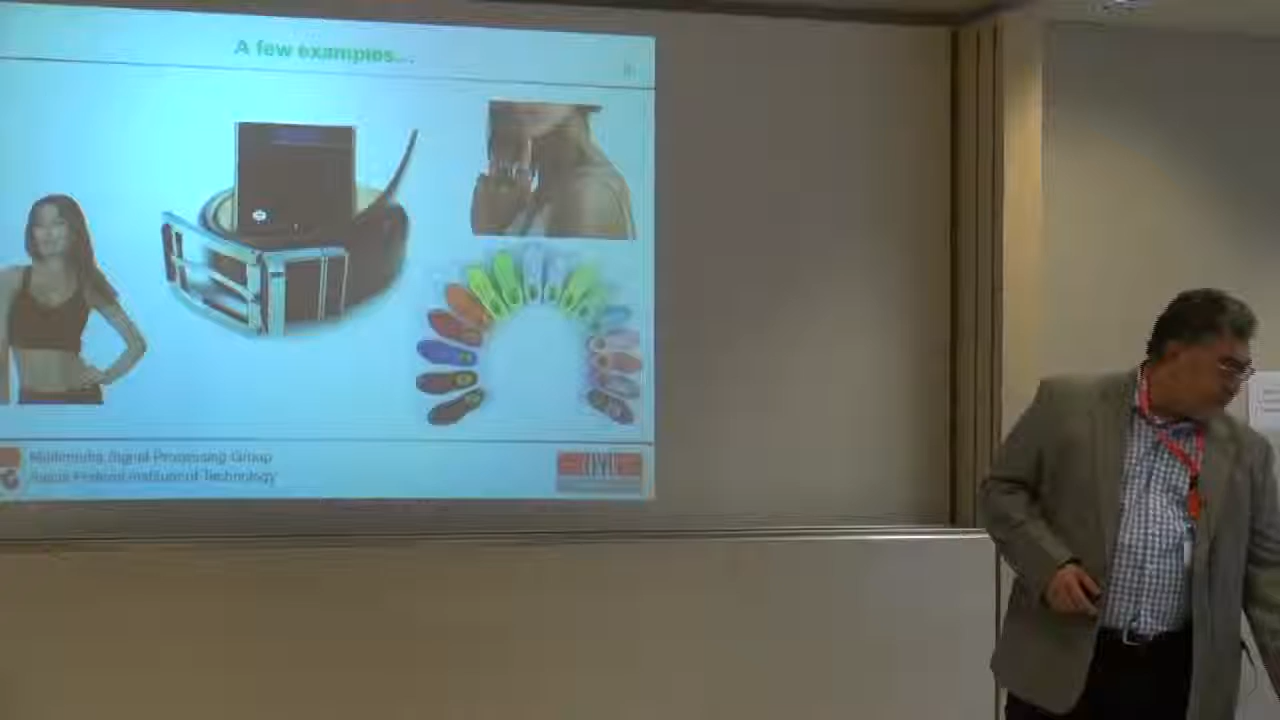 A few examples...
Multimedia Signal Processing Group
Swiss Federal Institute of Technology